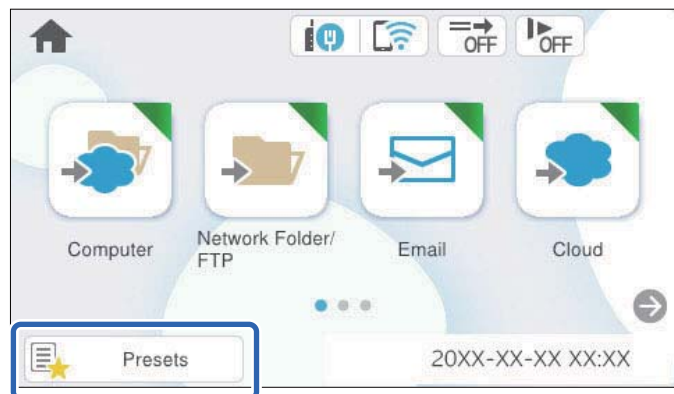 OFF
OFF
Computer
Network Folder/
FTP
Email
Cloud
Presets
20XX-XX-XX XX:XX